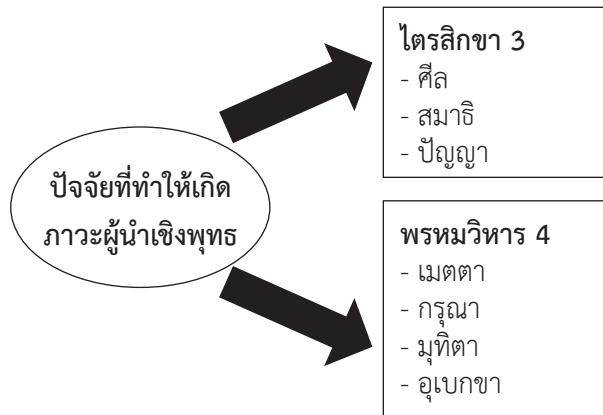 ปัจจัยที่ทำให้เกิด
ภาวะผู้นำเชิงพุทธ
ไตรสิกขา 3
- ศีล
- สมาธิ
- ปัญญา
พรหมวิหาร 4
- เมตตา
- กรุณา
- มุทิตา
- อุเบกขา